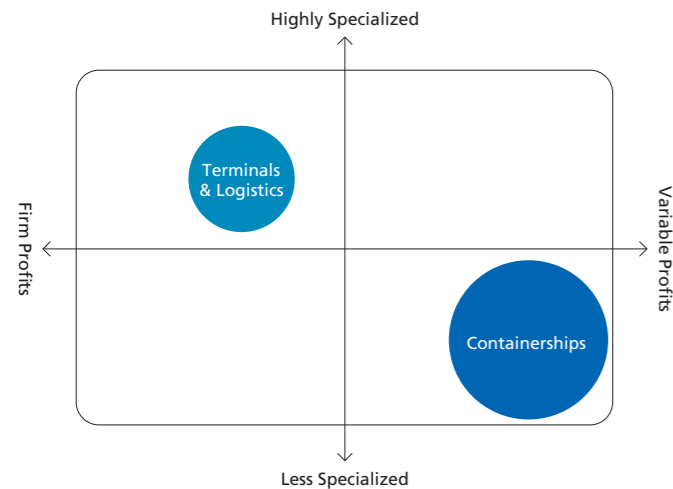 Highly Specialized
Terminals
& Logistics
Firm Profits
Variable Profits
Containerships
Less Specialized